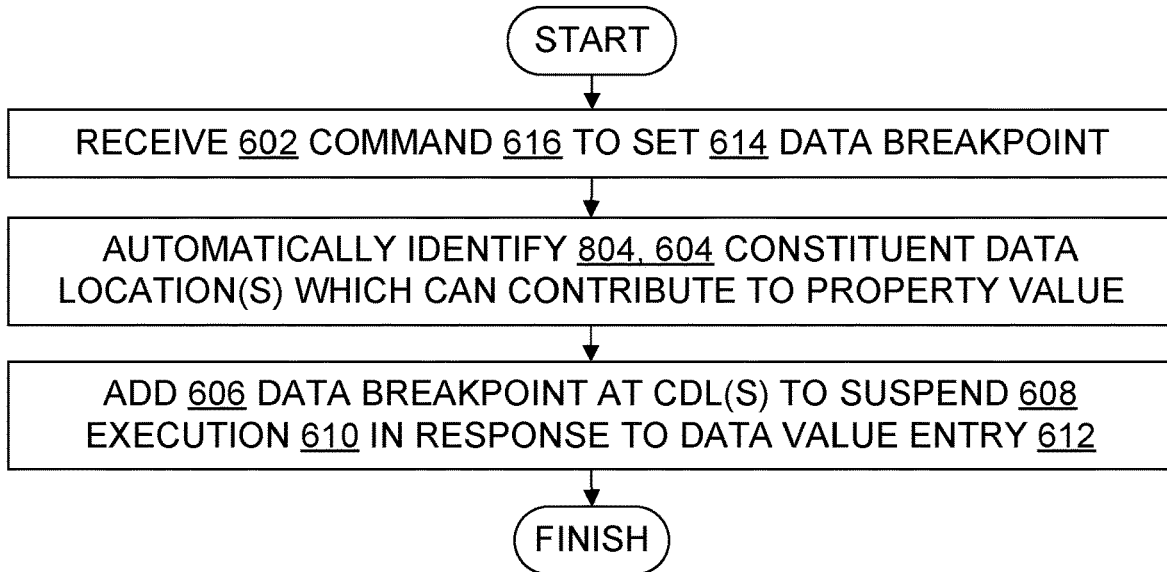 START
RECEIVE 602 COMMAND 616 TO SET 614 DATA BREAKPOINT
AUTOMATICALLY IDENTIFY 804, 604 CONSTITUENT DATA
LOCATION(S) WHICH CAN CONTRIBUTE TO PROPERTY VALUE
ADD 606 DATA BREAKPOINT AT CDL(S) TO SUSPEND 608
EXECUTION 610 IN RESPONSE TO DATA VALUE ENTRY 612
FINISH